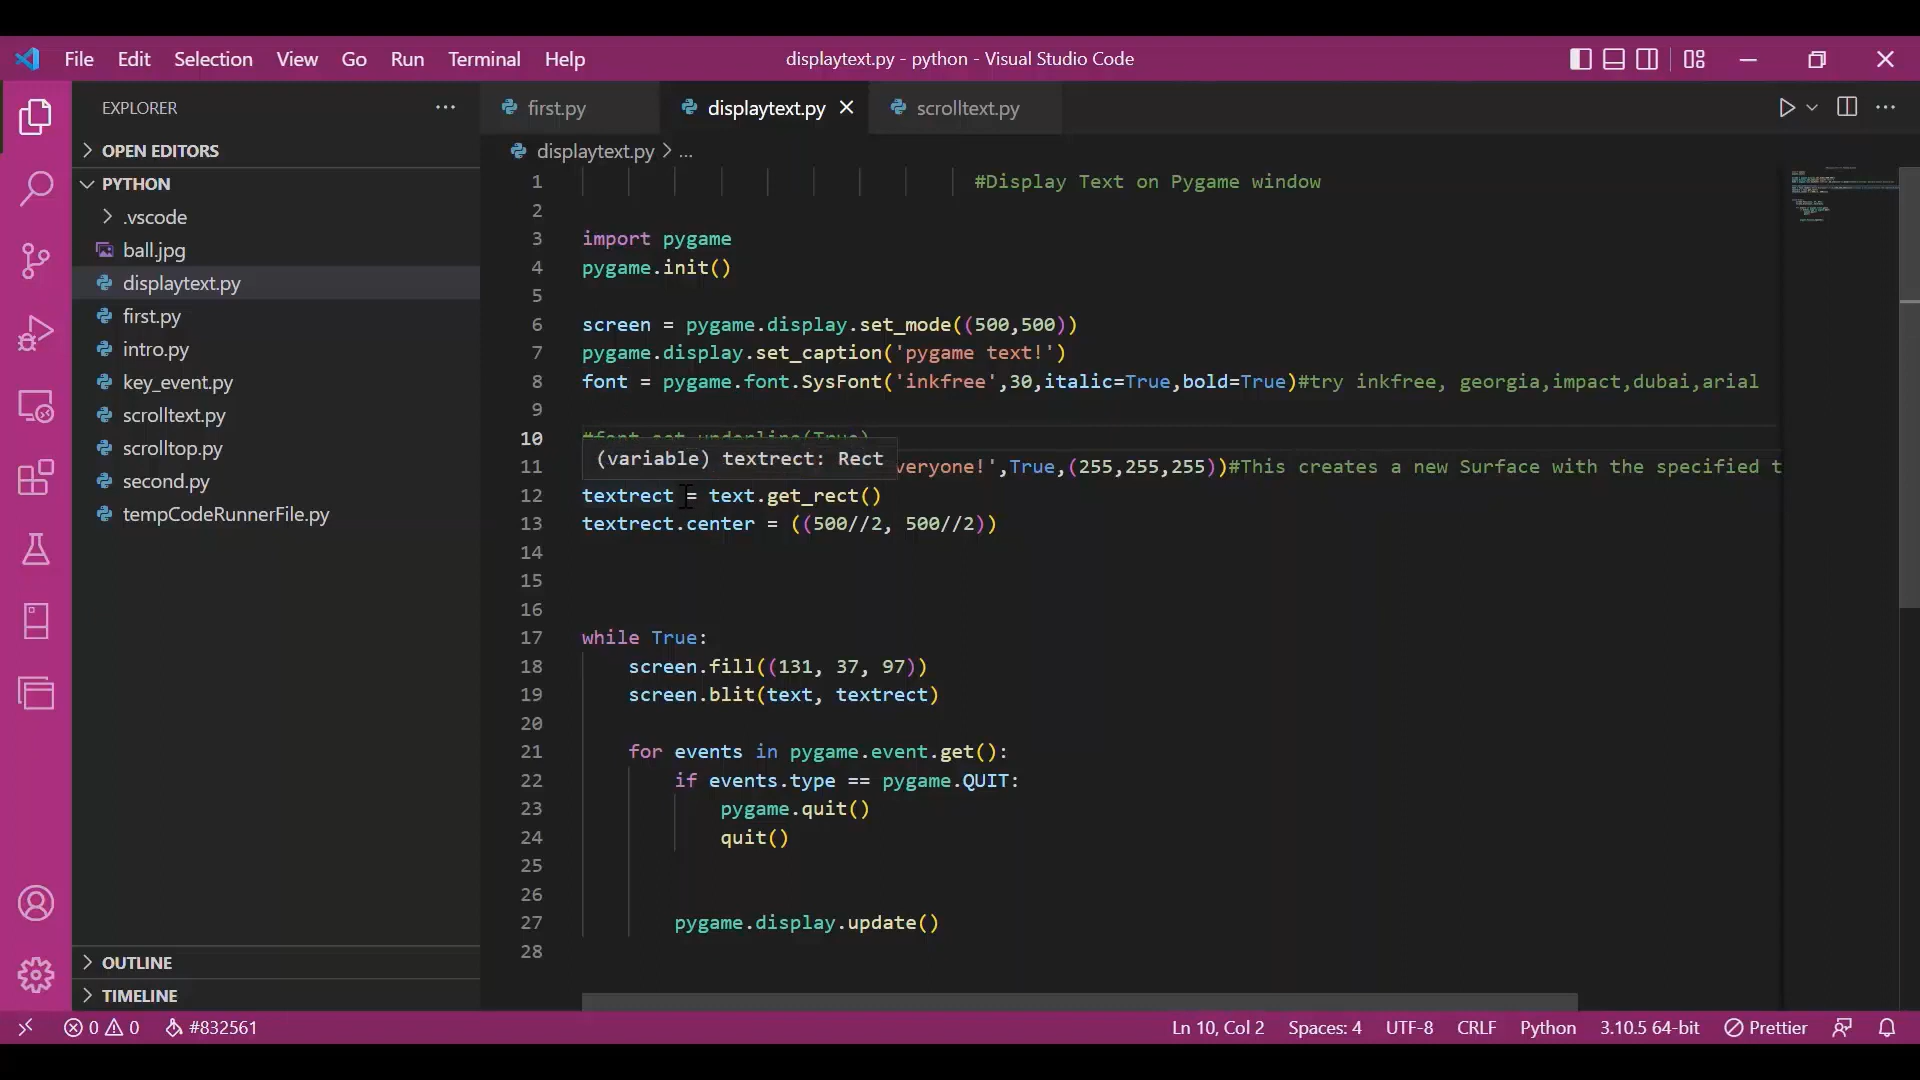 File Edit Selection View Go Run Terminal Help
displaytext.py - python - Visual Studio Code
EXPLORER
OPEN EDITORS
PYTHON
.vscode
ball.jpg
displaytext.py
first.py
intro.py
key_event.py
scrolltext.py
scrolltop.py
second.py
tempCodeRunnerFile.py
OUTLINE
TIMELINE
first.py displaytext.py scrolltext.py
displaytext.py > ...
1 #Display Text on Pygame window
2
3 import pygame
4 pygame.init()
5
6 screen = pygame.display.set_mode((500,500))
7 pygame.display.set_caption('pygame text!')
8 font = pygame.font.SysFont('inkfree',30,italic=True,bold=True)#try inkfree, georgia,impact,dubai,arial
9
10 #font.set_underline(True)
(variable) textrect: Rect
11 veryone!',True,(255,255,255))#This creates a new Surface with the specified t
12 textrect = text.get_rect()
13 textrect.center = ((500//2, 500//2))
14
15
16
17 while True:
18 screen.fill((131, 37, 97))
19 screen.blit(text, textrect)
20
21 for events in pygame.event.get():
22 if events.type == pygame.QUIT:
23 pygame.quit()
24 quit()
25
26
27 pygame.display.update()
28
0 0 #832561 Ln 10, Col 2 Spaces: 4 UTF-8 CRLF Python 3.10.5 64-bit Prettier